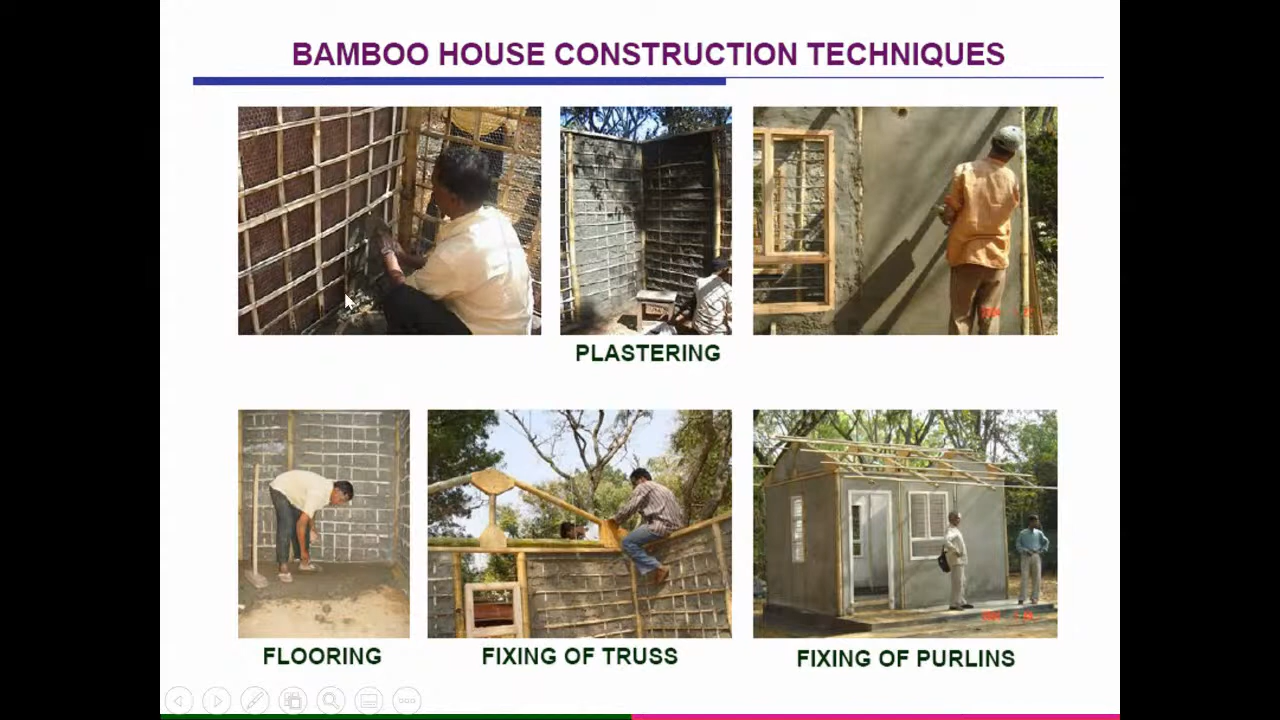 BAMBOO HOUSE CONSTRUCTION TECHNIQUES
PLASTERING
FLOORING
FIXING OF TRUSS
FIXING OF PURLINS